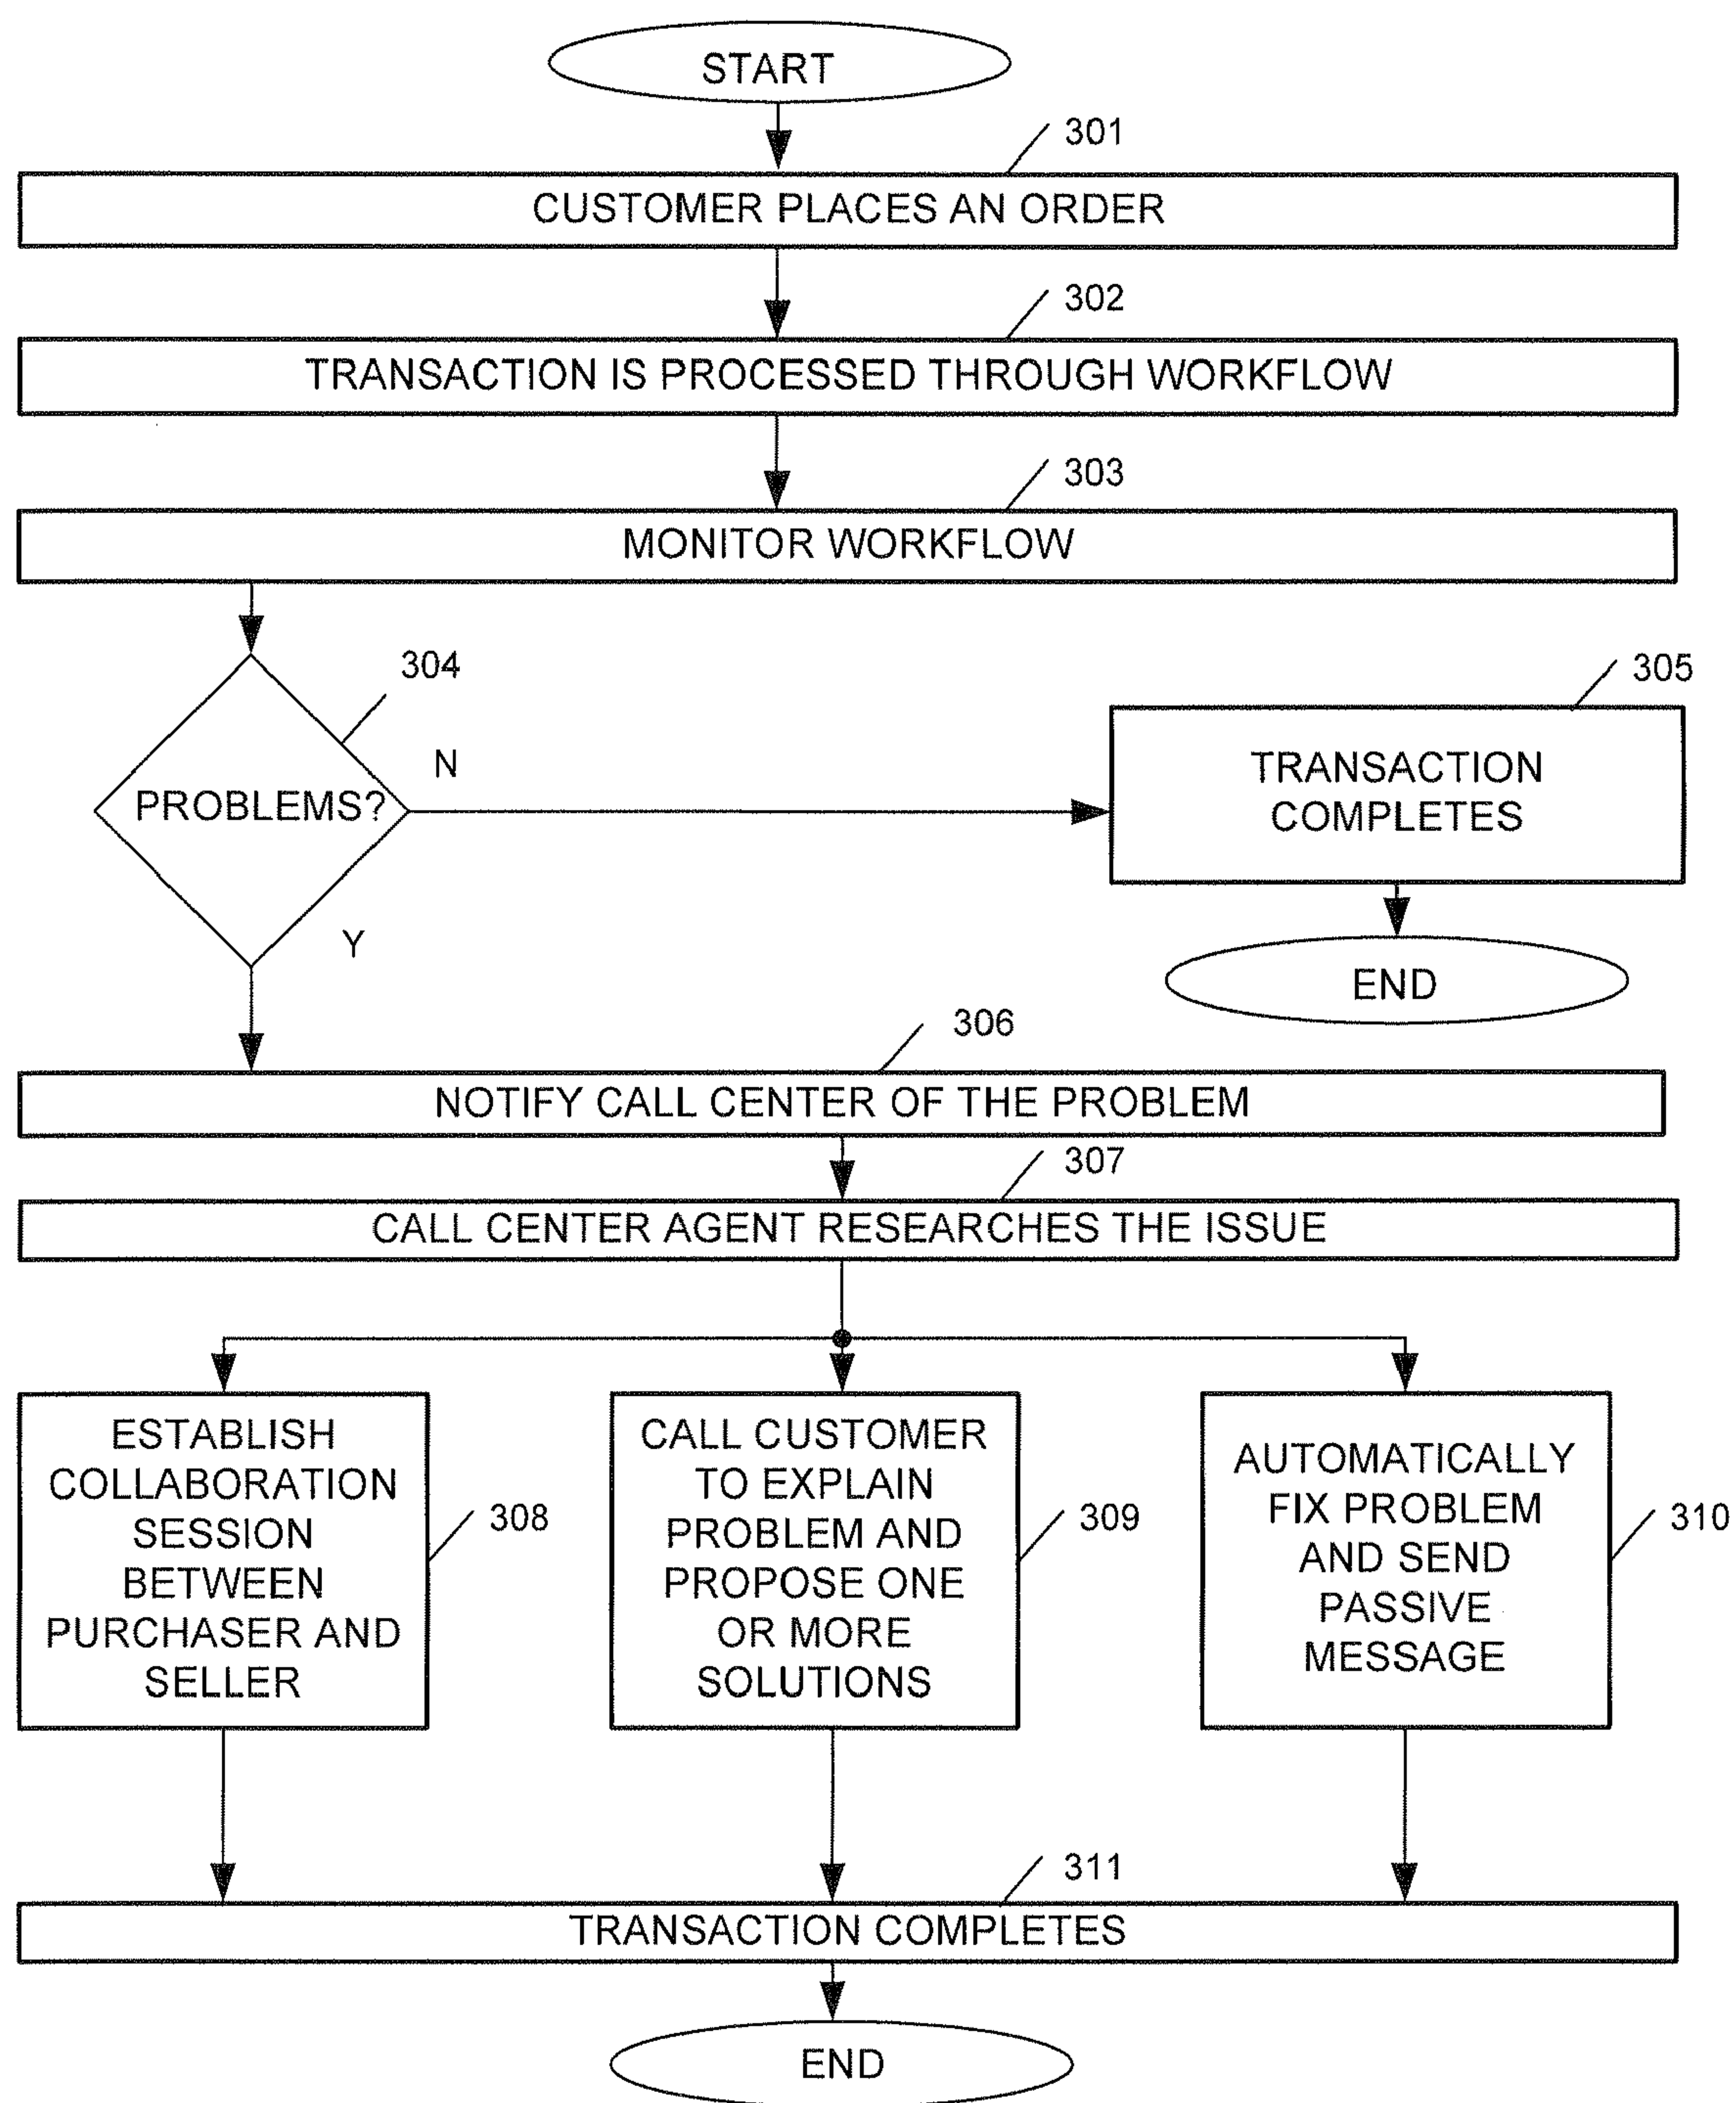 START
301
CUSTOMER PLACES AN ORDER
302
TRANSACTION IS PROCESSED THROUGH WORKFLOW
303
MONITOR WORKFLOW
304
PROBLEMS?
N
305
TRANSACTION
COMPLETES
Y
END
306
NOTIFY CALL CENTER OF THE PROBLEM
307
CALL CENTER AGENT RESEARCHES THE ISSUE
ESTABLISH
COLLABORATION
SESSION
BETWEEN
PURCHASER AND
SELLER
308
CALL CUSTOMER
TO EXPLAIN
PROBLEM AND
PROPOSE ONE
OR MORE
SOLUTIONS
309
AUTOMATICALLY
FIX PROBLEM
AND SEND
PASSIVE
MESSAGE
310
311
TRANSACTION COMPLETES
END